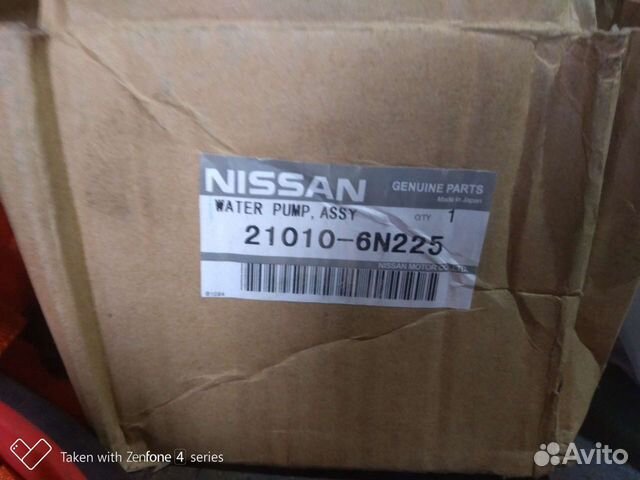 NISSAN GENUINE PARTS
Made in Japan
WATER PUMP, ASSY QTY 1
21010-6N225
NISSAN MOTOR CO., LTD.
Taken with Zenfone 4 series
Avito